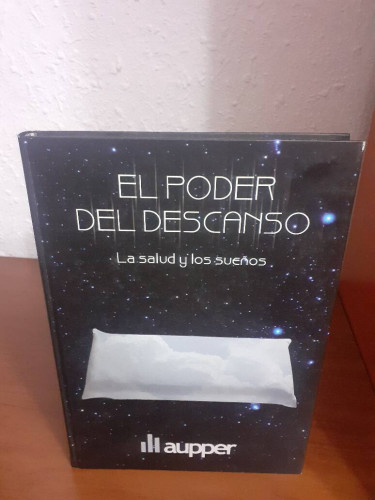 EL PODER
DEL DESCANSO
La salud y los sueños
aupper